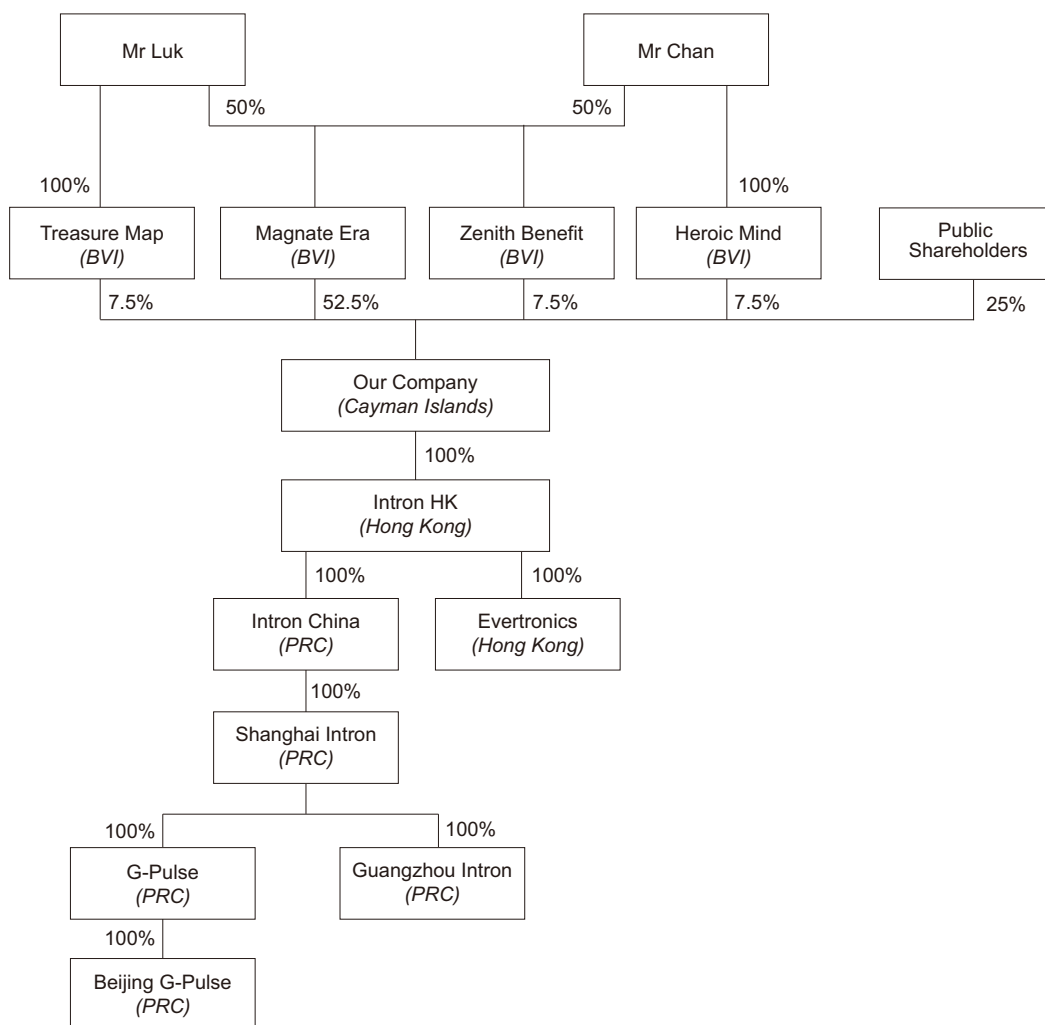 Mr Luk
Mr Chan
50%
50%
100%
100%
Treasure Map
(BVI)
Magnate Era
(BVI)
Zenith Benefit
(BVI)
Heroic Mind
(BVI)
Public
Shareholders
7.5%
52.5%
7.5%
7.5%
25%
Our Company
(Cayman Islands)
100%
Intron HK
(Hong Kong)
100%
100%
Intron China
(PRC)
Evertronics
(Hong Kong)
100%
Shanghai Intron
(PRC)
100%
100%
G-Pulse
(PRC)
Guangzhou Intron
(PRC)
100%
Beijing G-Pulse
(PRC)